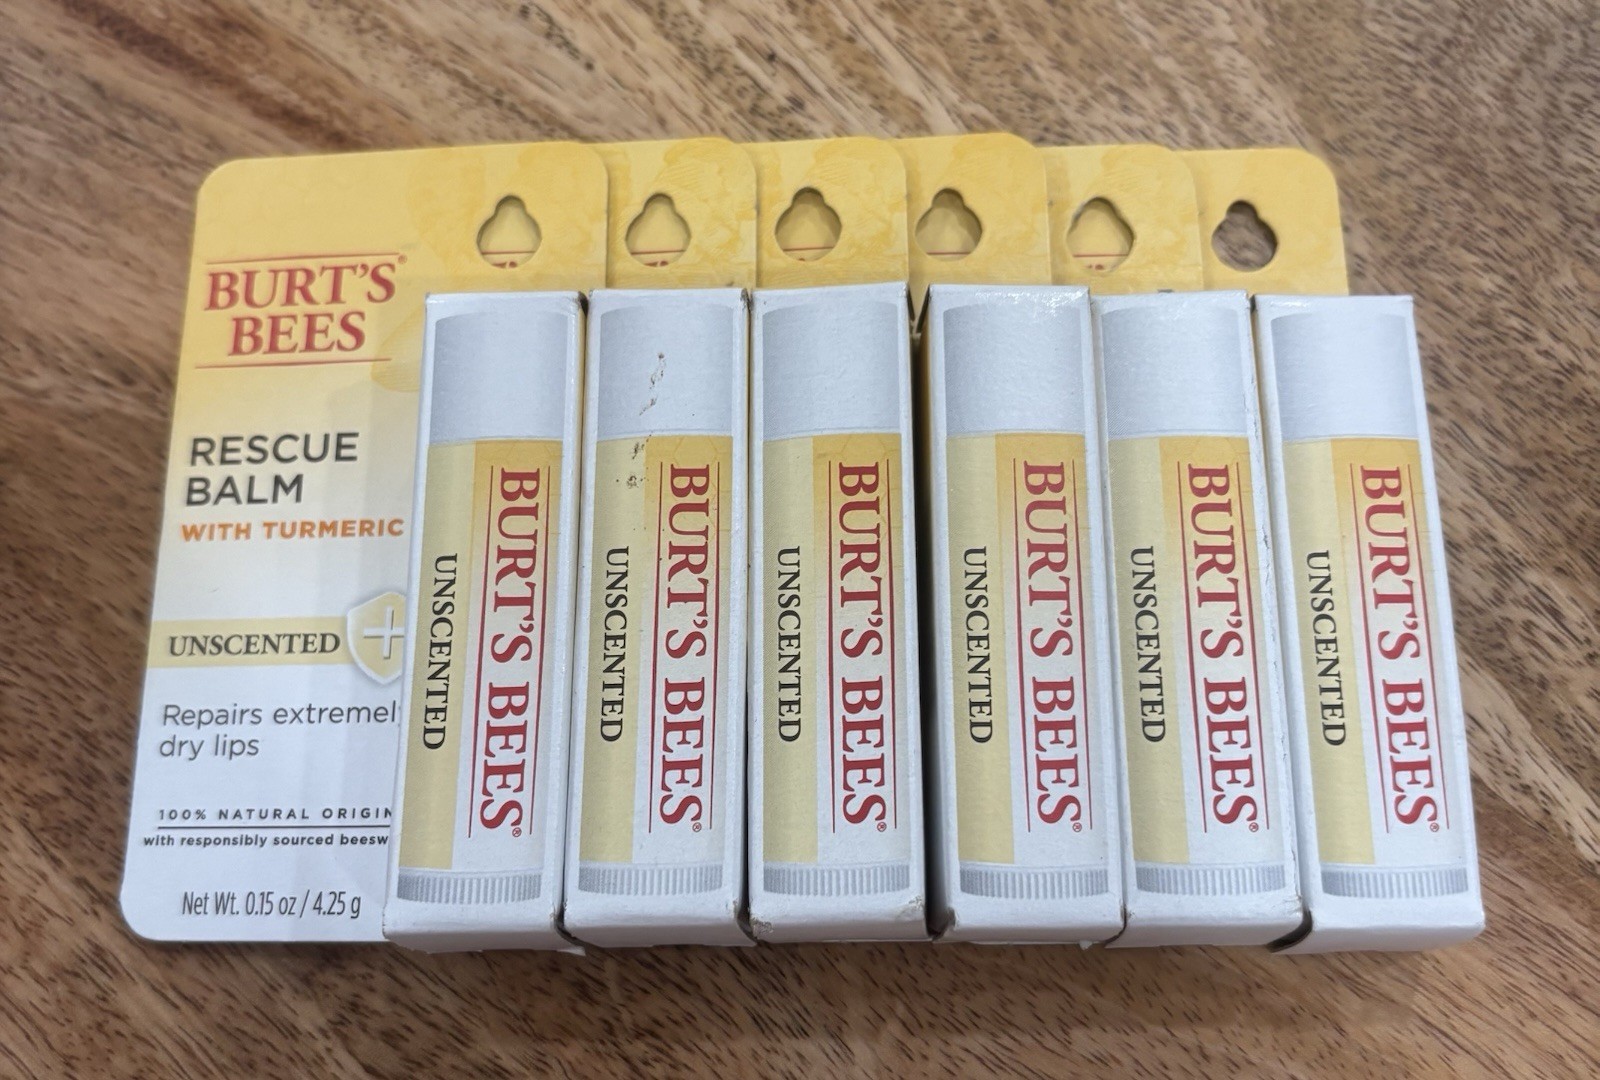 BURT'S
BEES
RESCUE
BALM
WITH TURMERIC
UNSCENTED
Repairs
dry lips
100% NATURAL ORIGIN
with responsibly sourced
Net Wt. 0.15 oz / 4.25 g
BURT'S BEES®
UNSCENTED
BURT'S BEES®
UNSCENTED
BURT'S BEES®
UNSCENTED
BURT'S BEES®
UNSCENTED
BURT'S BEES®
UNSCENTED
BURT'S BEES®
UNSCENTED